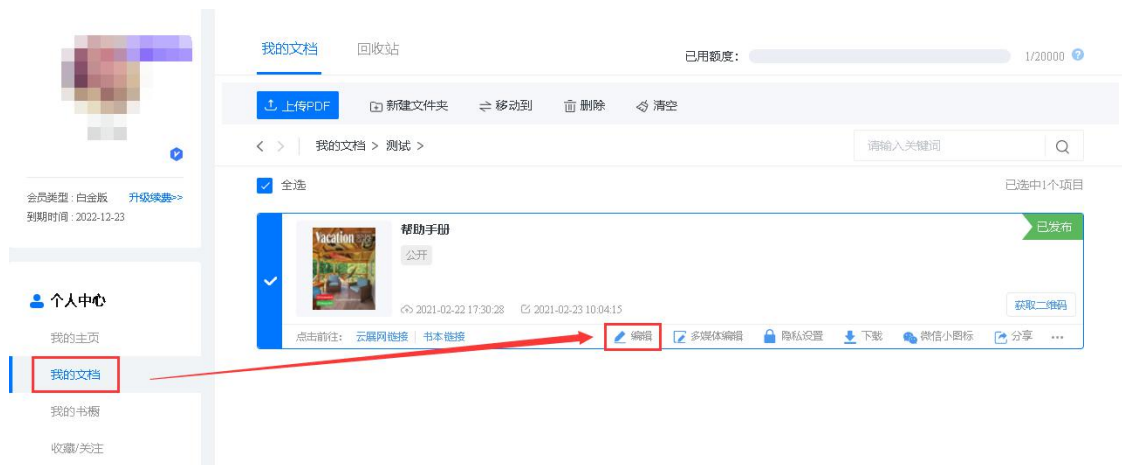 我的文档 回收站 已用额度： 1/20000
上传PDF 新建文件夹 移动到 删除 清空
我的文档 > 测试 > 请输入关键词
全选 已选中1个项目
会员类型：白金版 升级续费>>
到期时间：2022-12-23
Vacation
帮助手册
公开
已发布
2021-02-22 17:30:28 2021-02-23 10:04:15
获取二维码
点击前往： 云展网链接 书本链接 编辑 多媒体编辑 隐私设置 下载 微信小图标 分享 ...
个人中心
我的主页
我的文档
我的书橱
收藏/关注